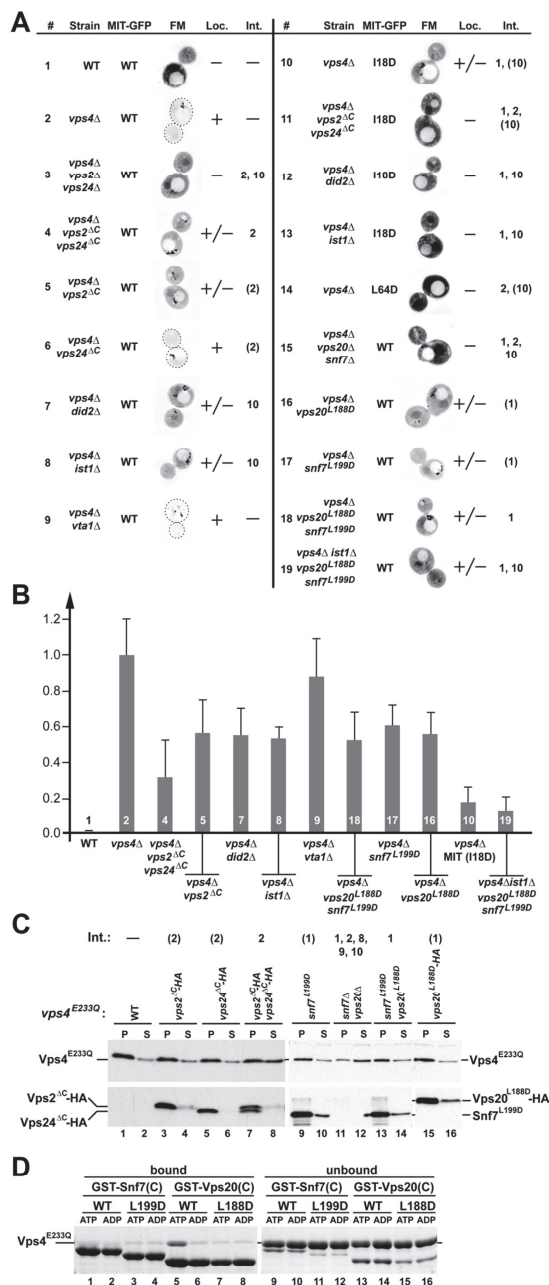 A
# Strain MIT-GFP FM Loc. Int.
1 WT WT − −
2 vps4Δ WT + −
3 vps4Δ vps2Δ vps24Δ WT − 2, 10
4 vps4Δ vps2ΔC vps24ΔC WT +/− 2
5 vps4Δ vps2ΔC WT +/− (2)
6 vps4Δ vps24ΔC WT + (2)
7 vps4Δ did2Δ WT +/− 10
8 vps4Δ ist1Δ WT +/− 10
9 vps4Δ vta1Δ WT + −
# Strain MIT-GFP FM Loc. Int.
10 vps4Δ I18D +/− 1, (10)
11 vps4Δ vps2ΔC vps24ΔC I18D − 1, 2, (10)
12 vps4Δ did2Δ I18D − 1, 10
13 vps4Δ ist1Δ I18D − 1, 10
14 vps4Δ L64D − 2, (10)
15 vps4Δ vps20Δ snf7Δ WT − 1, 2, 10
16 vps4Δ vps20L188D WT +/− (1)
17 vps4Δ snf7L199D WT +/− (1)
18 vps4Δ vps20L188D snf7L199D WT +/− 1
19 vps4Δ ist1Δ vps20L188D snf7L199D WT +/− 1, 10
B
1.2
1.0
0.8
0.6
0.4
0.2
0.0
1 2 4 5 7 8 9 18 17 16 10 19
WT
vps4Δ
vps4Δ vps2ΔC vps24ΔC
vps4Δ vps2ΔC
vps4Δ did2Δ
vps4Δ ist1Δ
vps4Δ vta1Δ
vps4Δ vps20L188D snf7L199D
vps4Δ snf7L199D
vps4Δ vps20L188D
vps4Δ MIT (I18D)
vps4Δist1Δ vps20L188D snf7L199D
C
Int.: − (2) (2) 2 (1) 1, 2, 8, 9, 10 1 (1)
vps4E233Q: WT vps2ΔC-HA vps24ΔC-HA vps2ΔC-HA vps24ΔC-HA snf7L199D snf7Δ snf7L199D
P S P S P S P S P S P S P S P S
Vps4E233Q Vps4E233Q
Vps2ΔC-HA Vps20L188D-HA
Vps24ΔC-HA Snf7L199D
1 2 3 4 5 6 7 8 9 10 11 12 13 14 15 16
D
bound unbound
GST-Snf7(C) GST-Vps20(C) GST-Snf7(C) GST-Vps20(C)
WT L199D WT L188D WT L199D WT L188D
ATP ADP ATP ADP ATP ADP ATP ADP ATP ADP ATP ADP ATP ADP ATP ADP
Vps4E233Q
1 2 3 4 5 6 7 8 9 10 11 12 13 14 15 16